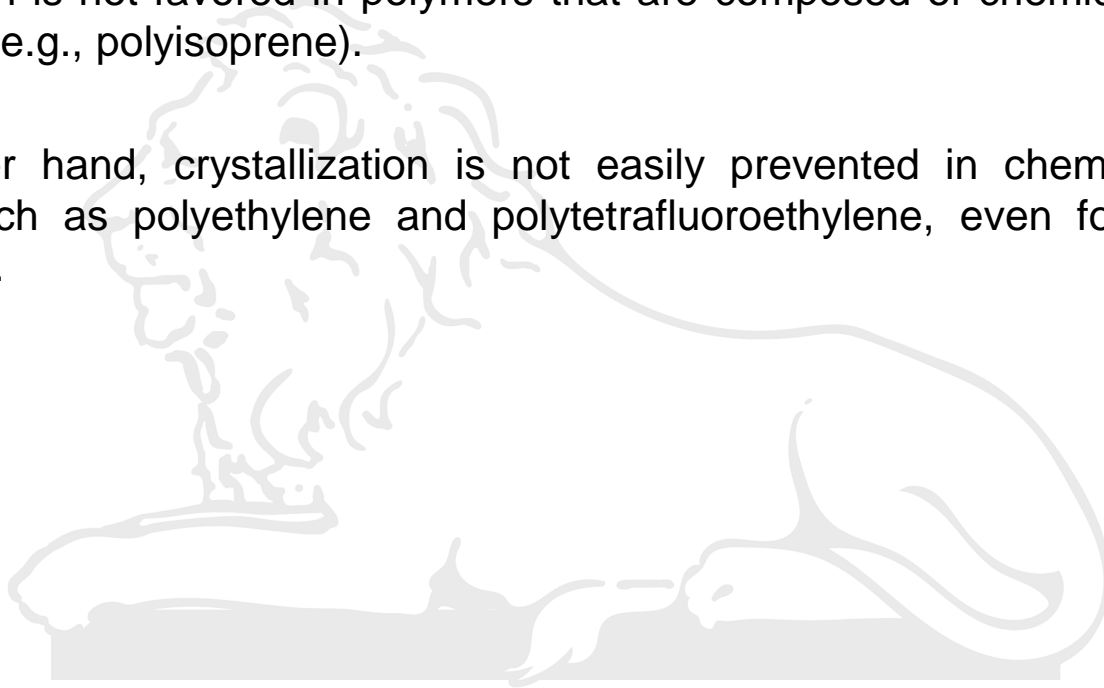 is not favored in polymers that are composed of chemic
e.g., polyisoprene).
r hand, crystallization is not easily prevented in chem
ch as polyethylene and polytetrafluoroethylene, even fo
.